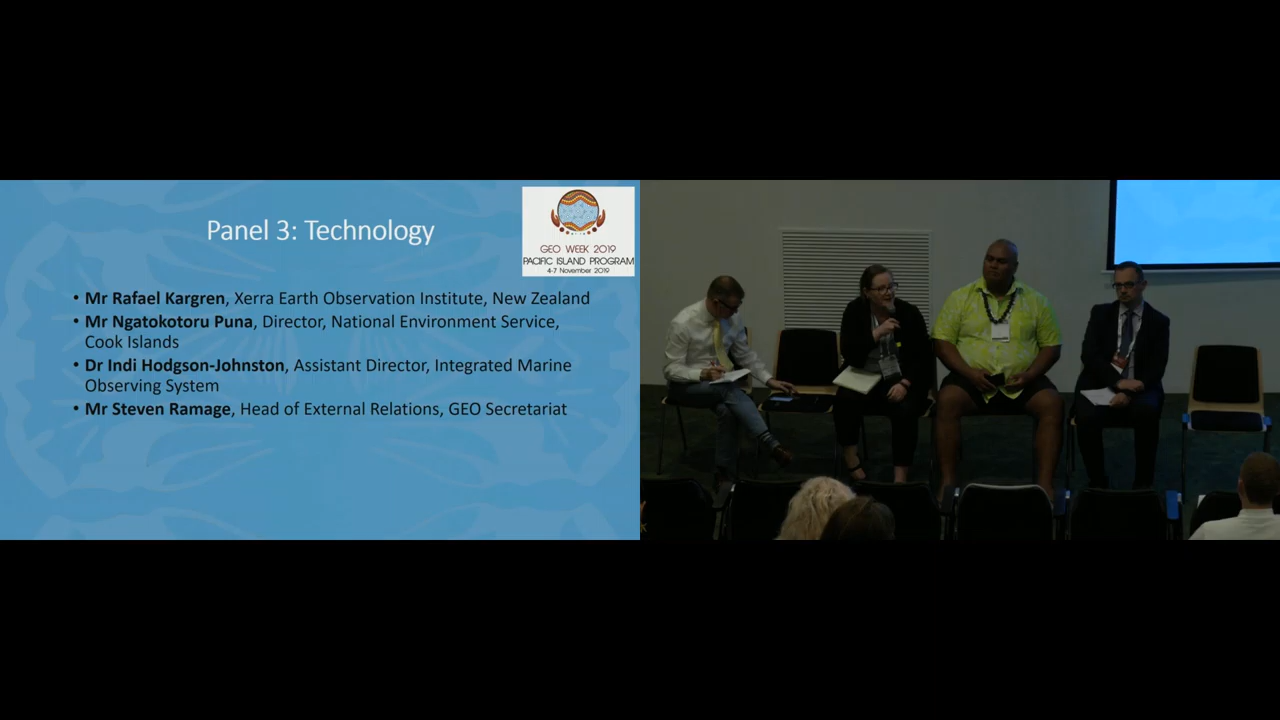 Panel 3: Technology
GEO WEEK 2019
PACIFIC ISLAND PROGRAM
4-7 November 2019
• Mr Rafael Kargren, Xerra Earth Observation Institute, New Zealand
• Mr Ngatokotoru Puna, Director, National Environment Service,
Cook Islands
• Dr Indi Hodgson-Johnston, Assistant Director, Integrated Marine
Observing System
• Mr Steven Ramage, Head of External Relations, GEO Secretariat